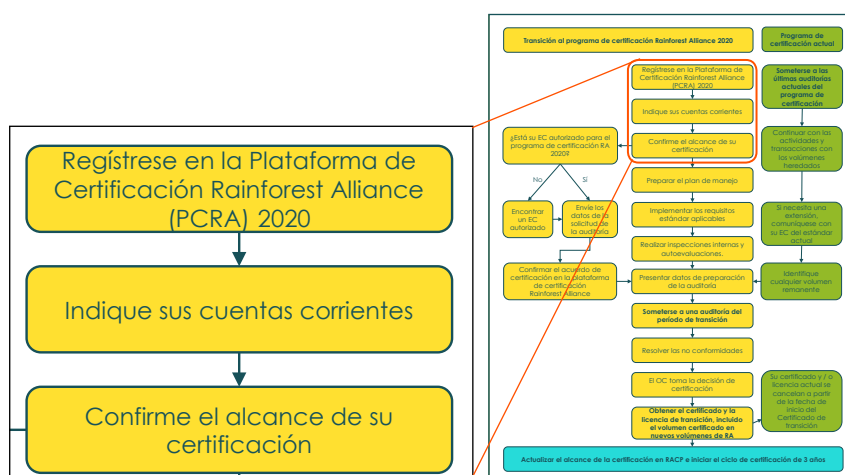 Regístrese en la Plataforma de
Certificación Rainforest Alliance
(PCRA) 2020
Indique sus cuentas corrientes
Confirme el alcance de su
certificación
Transición al programa de certificación Rainforest Alliance 2020
Programa de
certificación actual
Regístrese en la Plataforma de
Certificación Rainforest Alliance
(PCRA) 2020
Indique sus cuentas corrientes
Confirme el alcance de su
certificación
¿Está su EC autorizado para el
programa de certificación RA
2020?
No
Sí
Encontrar
un EC
autorizado
Envíe los
datos de la
solicitud de
la auditoría
Confirmar el acuerdo de
certificación en la plataforma
de certificación
Rainforest Alliance
Preparar el plan de manejo
Implementar los requisitos
estándar aplicables
Realizar inspecciones internas y
autoevaluaciones.
Presentar datos de preparación
de la auditoría
Someterse a una auditoría del
período de transición
Resolver las no conformidades
El OC toma la decisión de
certificación
Obtener el certificado y la
licencia de transición, incluido
el volumen certificado en
nuevos volúmenes de RA
Someterse a las
últimas auditorías
actuales del
programa de
certificación
Continuar con las
actividades y
transacciones con
los volúmenes
heredados
Si necesita una
extensión,
comuníquese con
su EC del estándar
actual
Identifique
cualquier volumen
remanente
Su certificado y / o
licencia actual se
cancelan a partir
de la fecha de
inicio del
Certificado de
transición
Actualizar el alcance de la certificación en RACP e iniciar el ciclo de certificación de 3 años